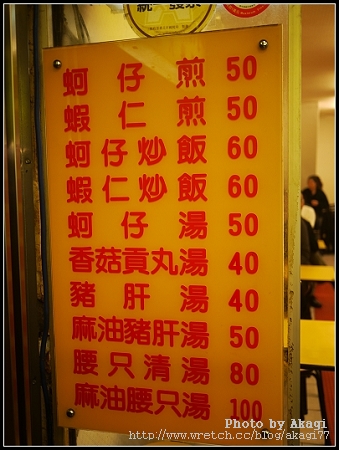 蚵仔煎 50
蝦仁煎 50
蚵仔炒飯 60
蝦仁炒飯 60
蚵仔湯 50
香菇貢丸湯 40
豬肝湯 40
麻油豬肝湯 50
腰只清湯 80
麻油腰只湯 100
Photo by Akagi
http://www.wretch.cc/blog/akagi77